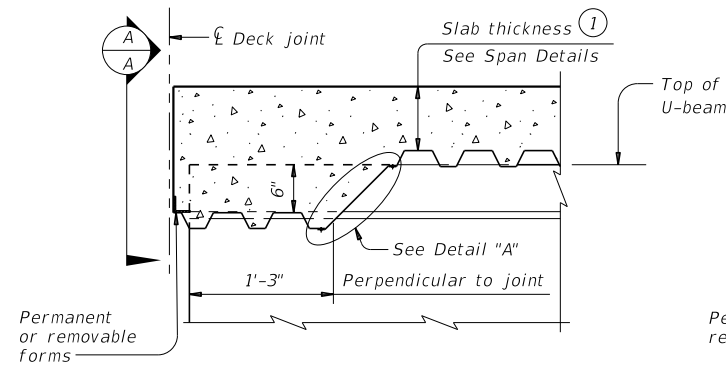 A
A
℄ Deck joint
Slab thickness 1
See Span Details
Top of
U-beam
6"
See Detail "A"
1'-3"
Perpendicular to joint
Permanent
or removable
forms
Pe
re